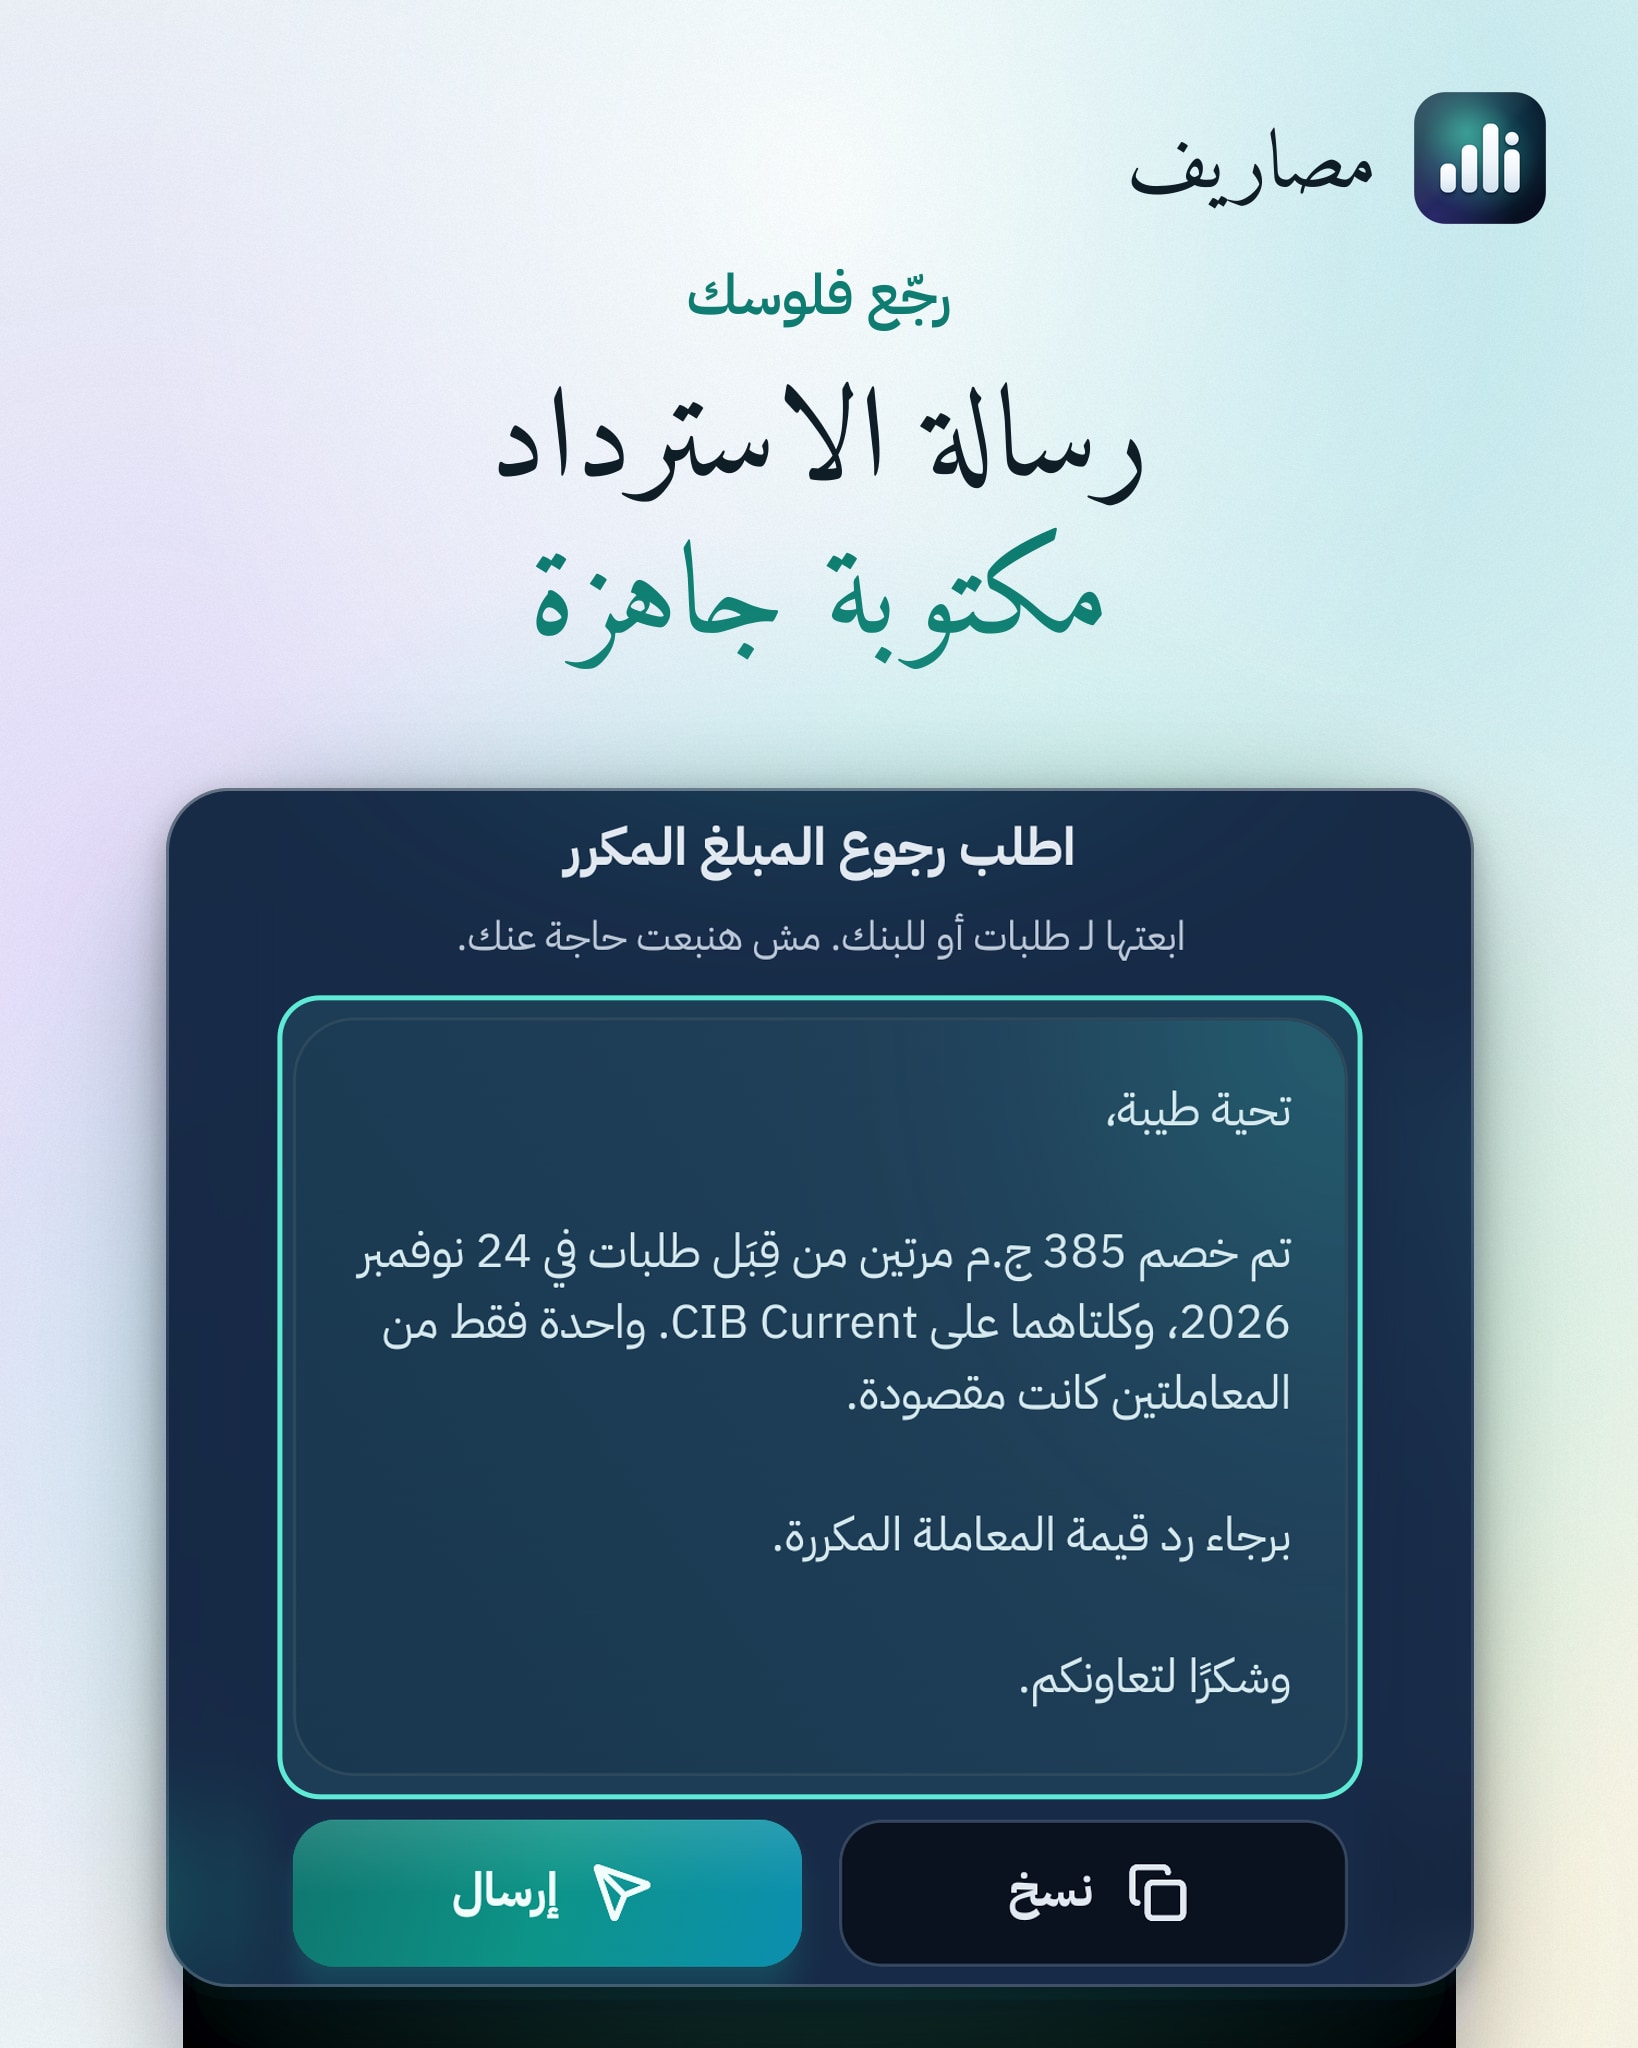 مصاريف
رجّع فلوسك
رسالة الاسترداد
مكتوبة جاهزة
اطلب رجوع المبلغ المكرر
ابعتها لـ طلبات أو للبنك. مش هنبعت حاجة عنك.
تحية طيبة،
تم خصم 385 ج.م مرتين من قِبَل طلبات في 24 نوفمبر
2026، وكلتاهما على CIB Current. واحدة فقط من
المعاملتين كانت مقصودة.
برجاء رد قيمة المعاملة المكررة.
وشكرًا لتعاونكم.
نسخ
إرسال